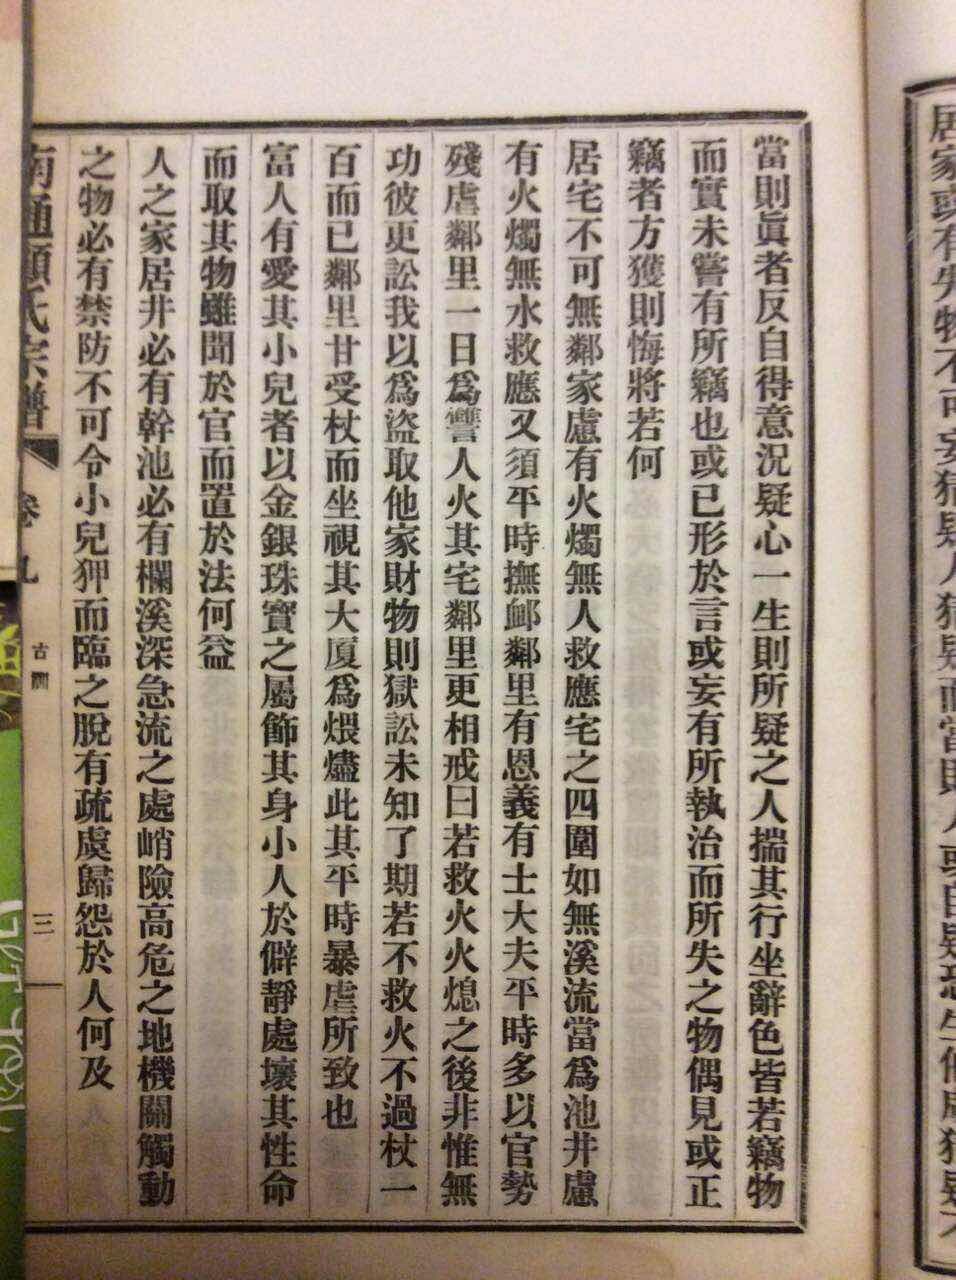 居家或有失物不可妄猜疑人猜疑而當則人或自疑恐生他虞猜疑不
當則眞者反自得意況疑心一生則所疑之人揣其行坐辭色皆若竊物
而實未嘗有所竊也或已形於言或妄有所執治而所失之物偶見或正
竊者方獲則悔將若何
居宅不可無鄰家慮有火燭無人救應宅之四圍如無溪流當爲池井慮
有火燭無水救應又須平時撫䘏鄰里有恩義有士大夫平時多以官勢
殘虐鄰里一日爲讐人火其宅鄰里更相戒曰若救火火熄之後非惟無
功彼更訟我以爲盜取他家財物則獄訟未知了期若不救火不過杖一
百而已鄰里甘受杖而坐視其大厦爲煨燼此其平時暴虐所致也
富人有愛其小兒者以金銀珠寶之屬飾其身小人於僻靜處壞其性命
而取其物雖聞於官而置於法何益
人之家居井必有幹池必有欄溪深急流之處峭險高危之地機關觸動
之物必有禁防不可令小兒狎而臨之脫有疏虞歸怨於人何及
南通顧氏宗譜 卷九 古訓 三